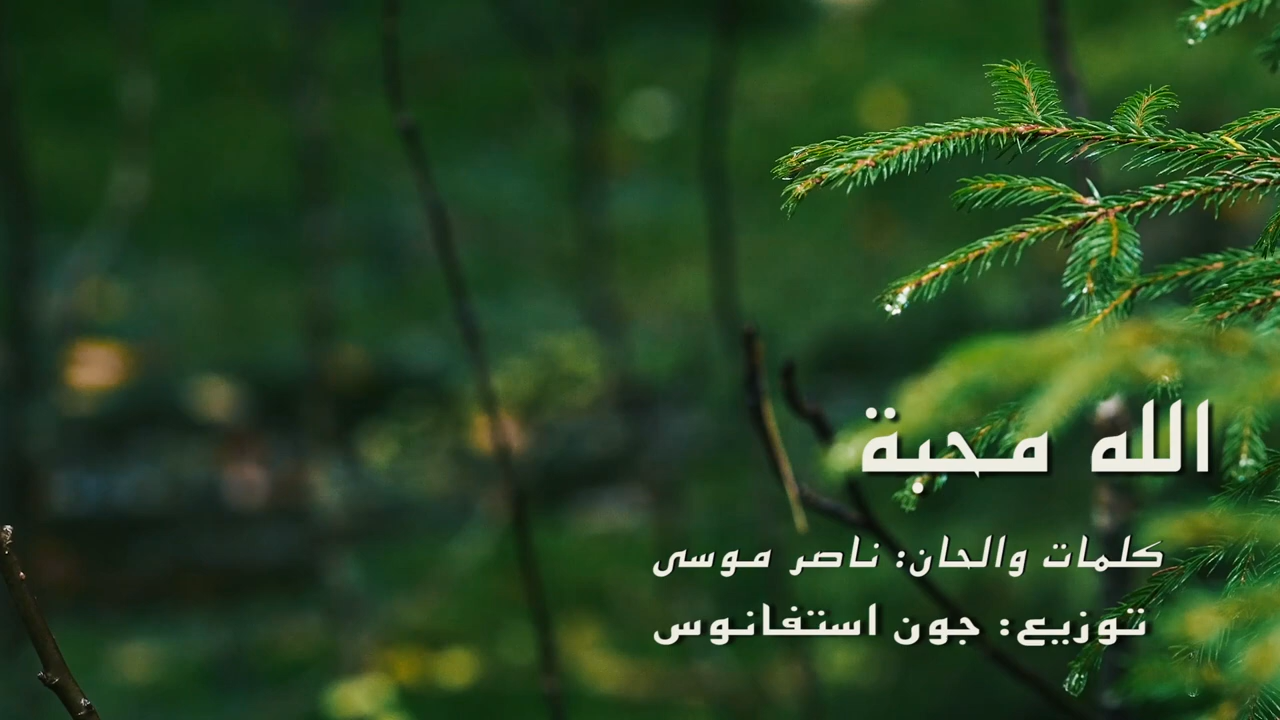 الله محبة
كلمات والحان: ناصر موسى
توزيع: جون استفانوس